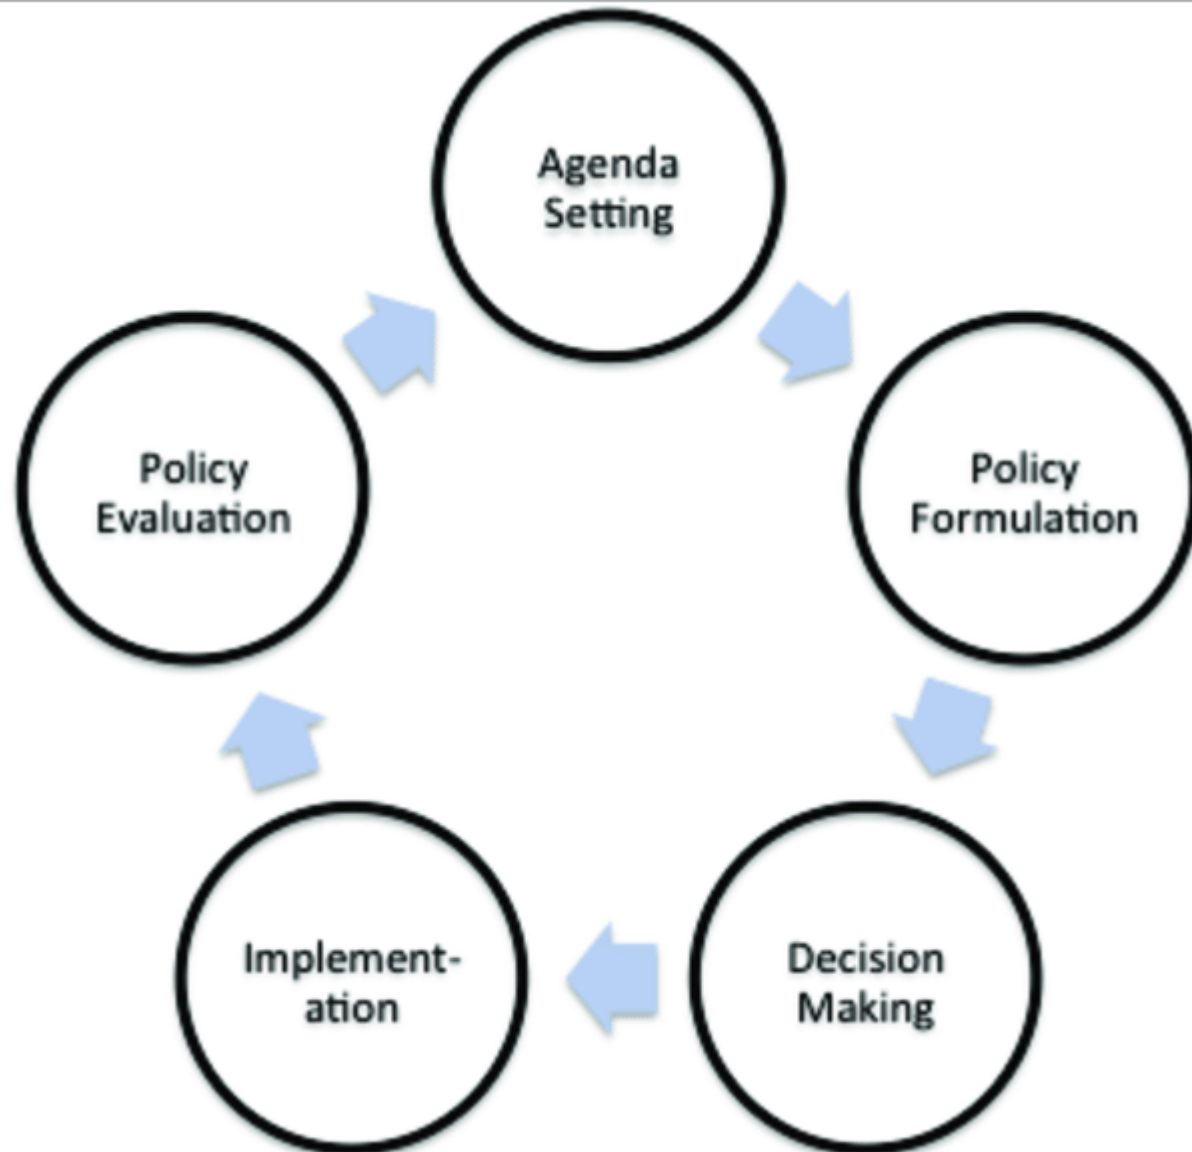 Agenda
Setting
Policy
Formulation
Decision
Making
Implement-
ation
Policy
Evaluation